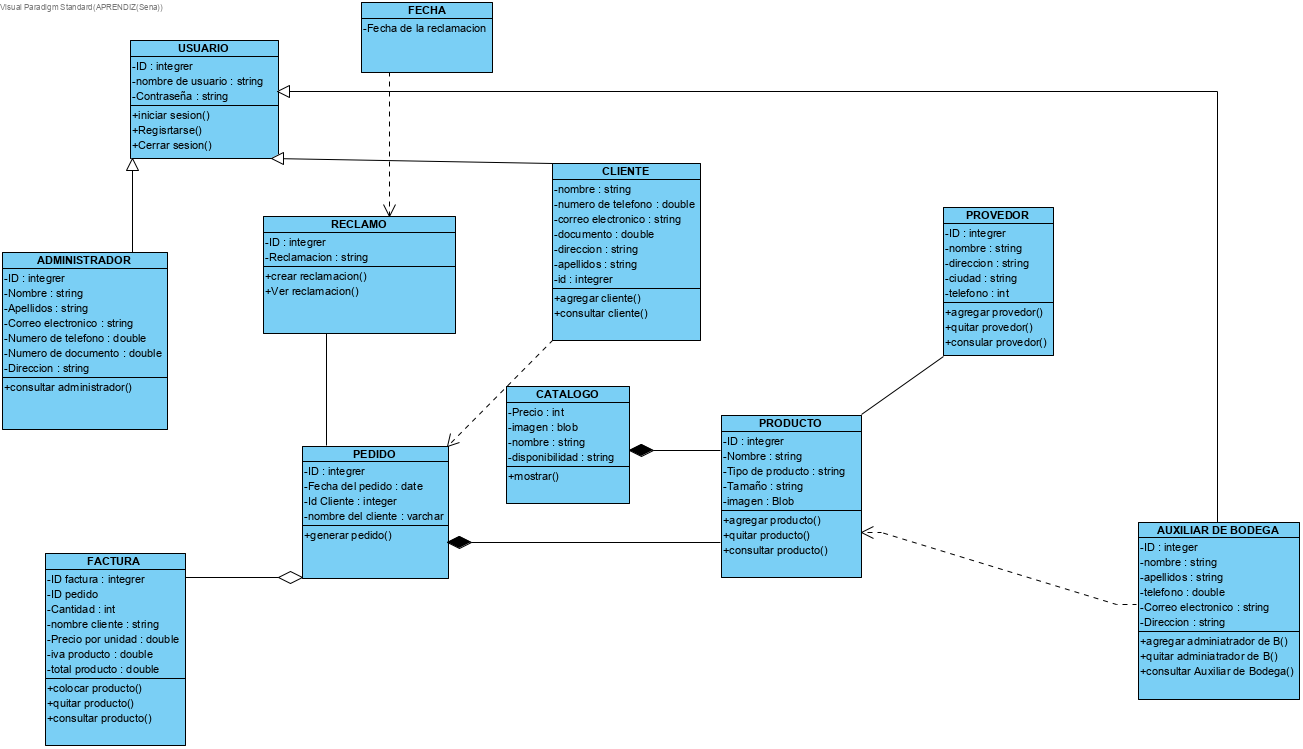 Visual Paradigm Standard(APRENDIZ(Sena))
FECHA
-Fecha de la reclamacion
USUARIO
-ID : integrer
-nombre de usuario : string
-Contraseña : string
+iniciar sesion()
+Regisrtarse()
+Cerrar sesion()
CLIENTE
-nombre : string
-numero de telefono : double
-correo electronico : string
-documento : double
-direccion : string
-apellidos : string
-id : integrer
+agregar cliente()
+consultar cliente()
PROVEDOR
-ID : integrer
-nombre : string
-direccion : string
-ciudad : string
-telefono : int
+agregar provedor()
+quitar provedor()
+consular provedor()
RECLAMO
-ID : integrer
-Reclamacion : string
+crear reclamacion()
+Ver reclamacion()
ADMINISTRADOR
-ID : integrer
-Nombre : string
-Apellidos : string
-Correo electronico : string
-Numero de telefono : double
-Numero de documento : double
-Direccion : string
+consultar administrador()
CATALOGO
-Precio : int
-imagen : blob
-nombre : string
-disponibilidad : string
+mostrar()
PRODUCTO
-ID : integrer
-Nombre : string
-Tipo de producto : string
-Tamaño : string
-imagen : Blob
+agregar producto()
+quitar producto()
+consultar producto()
PEDIDO
-ID : integrer
-Fecha del pedido : date
-Id Cliente : integer
-nombre del cliente : varchar
+generar pedido()
AUXILIAR DE BODEGA
-ID : integer
-nombre : string
-apellidos : string
-telefono : double
-Correo electronico : string
-Direccion : string
+agregar adminiatrador de B()
+quitar adminiatrador de B()
+consultar Auxiliar de Bodega()
FACTURA
-ID factura : integrer
-ID pedido
-Cantidad : int
-nombre cliente : string
-Precio por unidad : double
-iva producto : double
-total producto : double
+colocar producto()
+quitar producto()
+consultar producto()